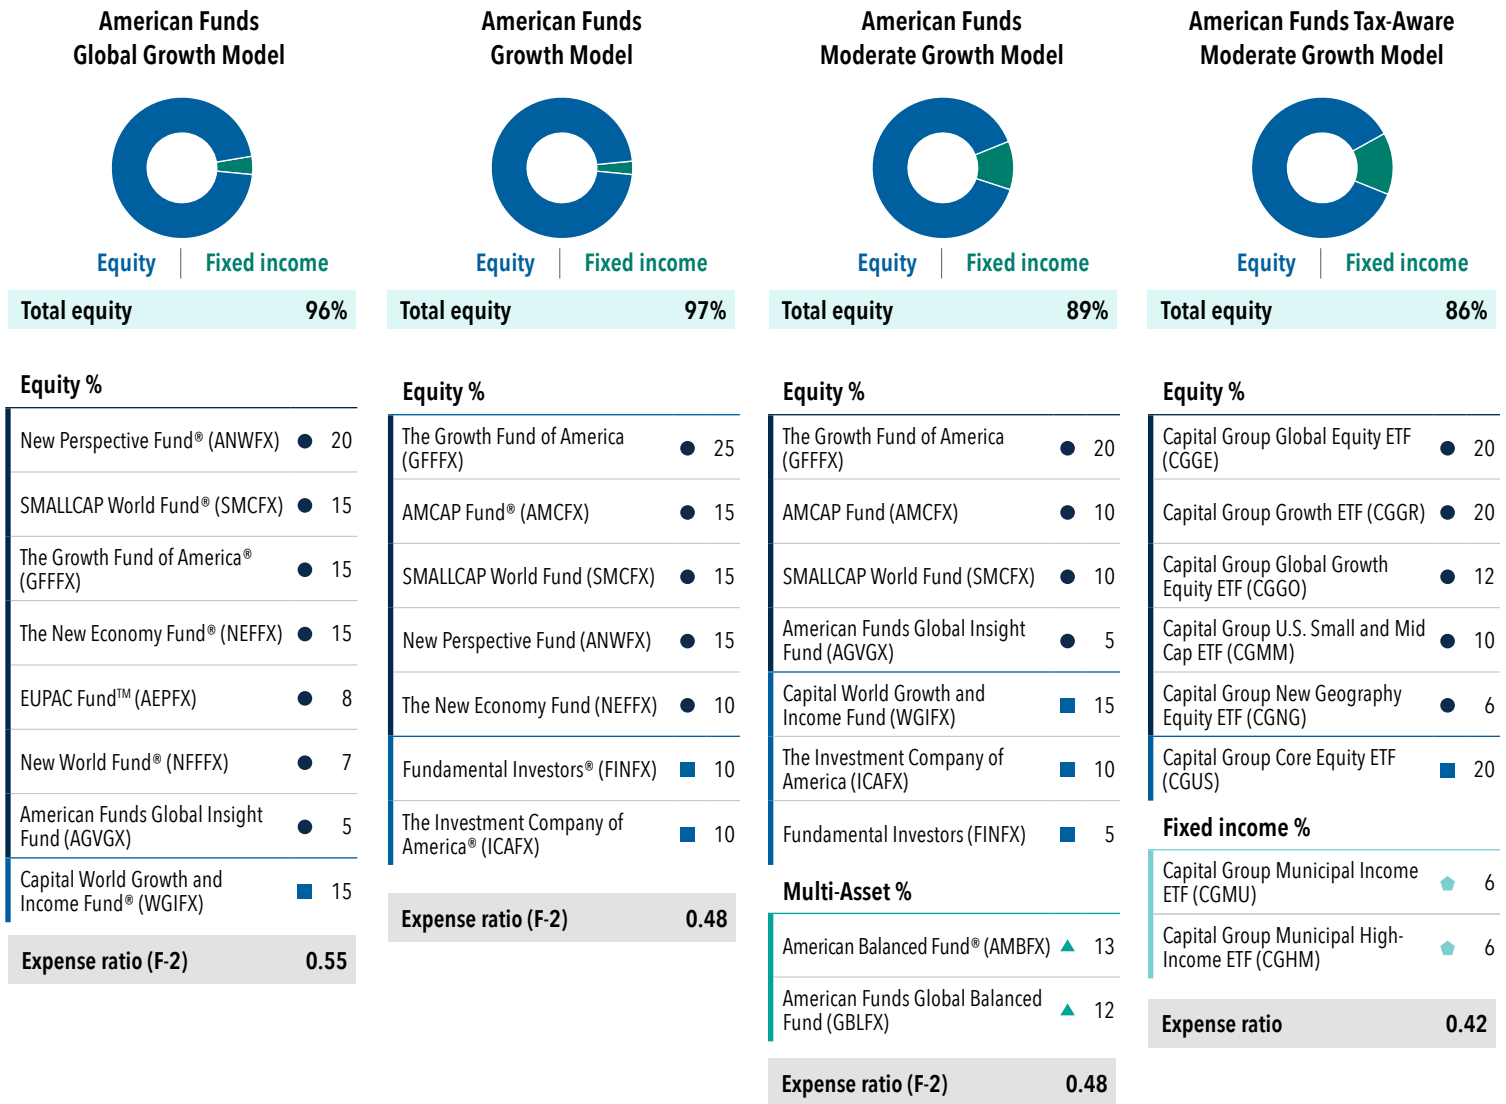 American Funds
Global Growth Model
Equity | Fixed income
Total equity 96%
Equity %
New Perspective Fund® (ANWFX) 20
SMALLCAP World Fund® (SMCFX) 15
The Growth Fund of America®
(GFFFX) 15
The New Economy Fund® (NEFFX) 15
EUPAC Fund™ (AEPFX) 8
New World Fund® (NFFFX) 7
American Funds Global Insight
Fund (AGVGX) 5
Capital World Growth and
Income Fund® (WGIFX) 15
Expense ratio (F-2) 0.55
American Funds
Growth Model
Equity | Fixed income
Total equity 97%
Equity %
The Growth Fund of America
(GFFFX) 25
AMCAP Fund® (AMCFX) 15
SMALLCAP World Fund (SMCFX) 15
New Perspective Fund (ANWFX) 15
The New Economy Fund (NEFFX) 10
Fundamental Investors® (FINFX) 10
The Investment Company of
America® (ICAFX) 10
Expense ratio (F-2) 0.48
American Funds
Moderate Growth Model
Equity | Fixed income
Total equity 89%
Equity %
The Growth Fund of America
(GFFFX) 20
AMCAP Fund (AMCFX) 10
SMALLCAP World Fund (SMCFX) 10
American Funds Global Insight
Fund (AGVGX) 5
Capital World Growth and
Income Fund (WGIFX) 15
The Investment Company of
America (ICAFX) 10
Fundamental Investors (FINFX) 5
Multi-Asset %
American Balanced Fund® (AMBFX) 13
American Funds Global Balanced
Fund (GBLFX) 12
Expense ratio (F-2) 0.48
American Funds Tax-Aware
Moderate Growth Model
Equity | Fixed income
Total equity 86%
Equity %
Capital Group Global Equity ETF
(CGGE) 20
Capital Group Growth ETF (CGGR) 20
Capital Group Global Growth
Equity ETF (CGGO) 12
Capital Group U.S. Small and Mid
Cap ETF (CGMM) 10
Capital Group New Geography
Equity ETF (CGNG) 6
Capital Group Core Equity ETF
(CGUS) 20
Fixed income %
Capital Group Municipal Income
ETF (CGMU) 6
Capital Group Municipal High-
Income ETF (CGHM) 6
Expense ratio 0.42